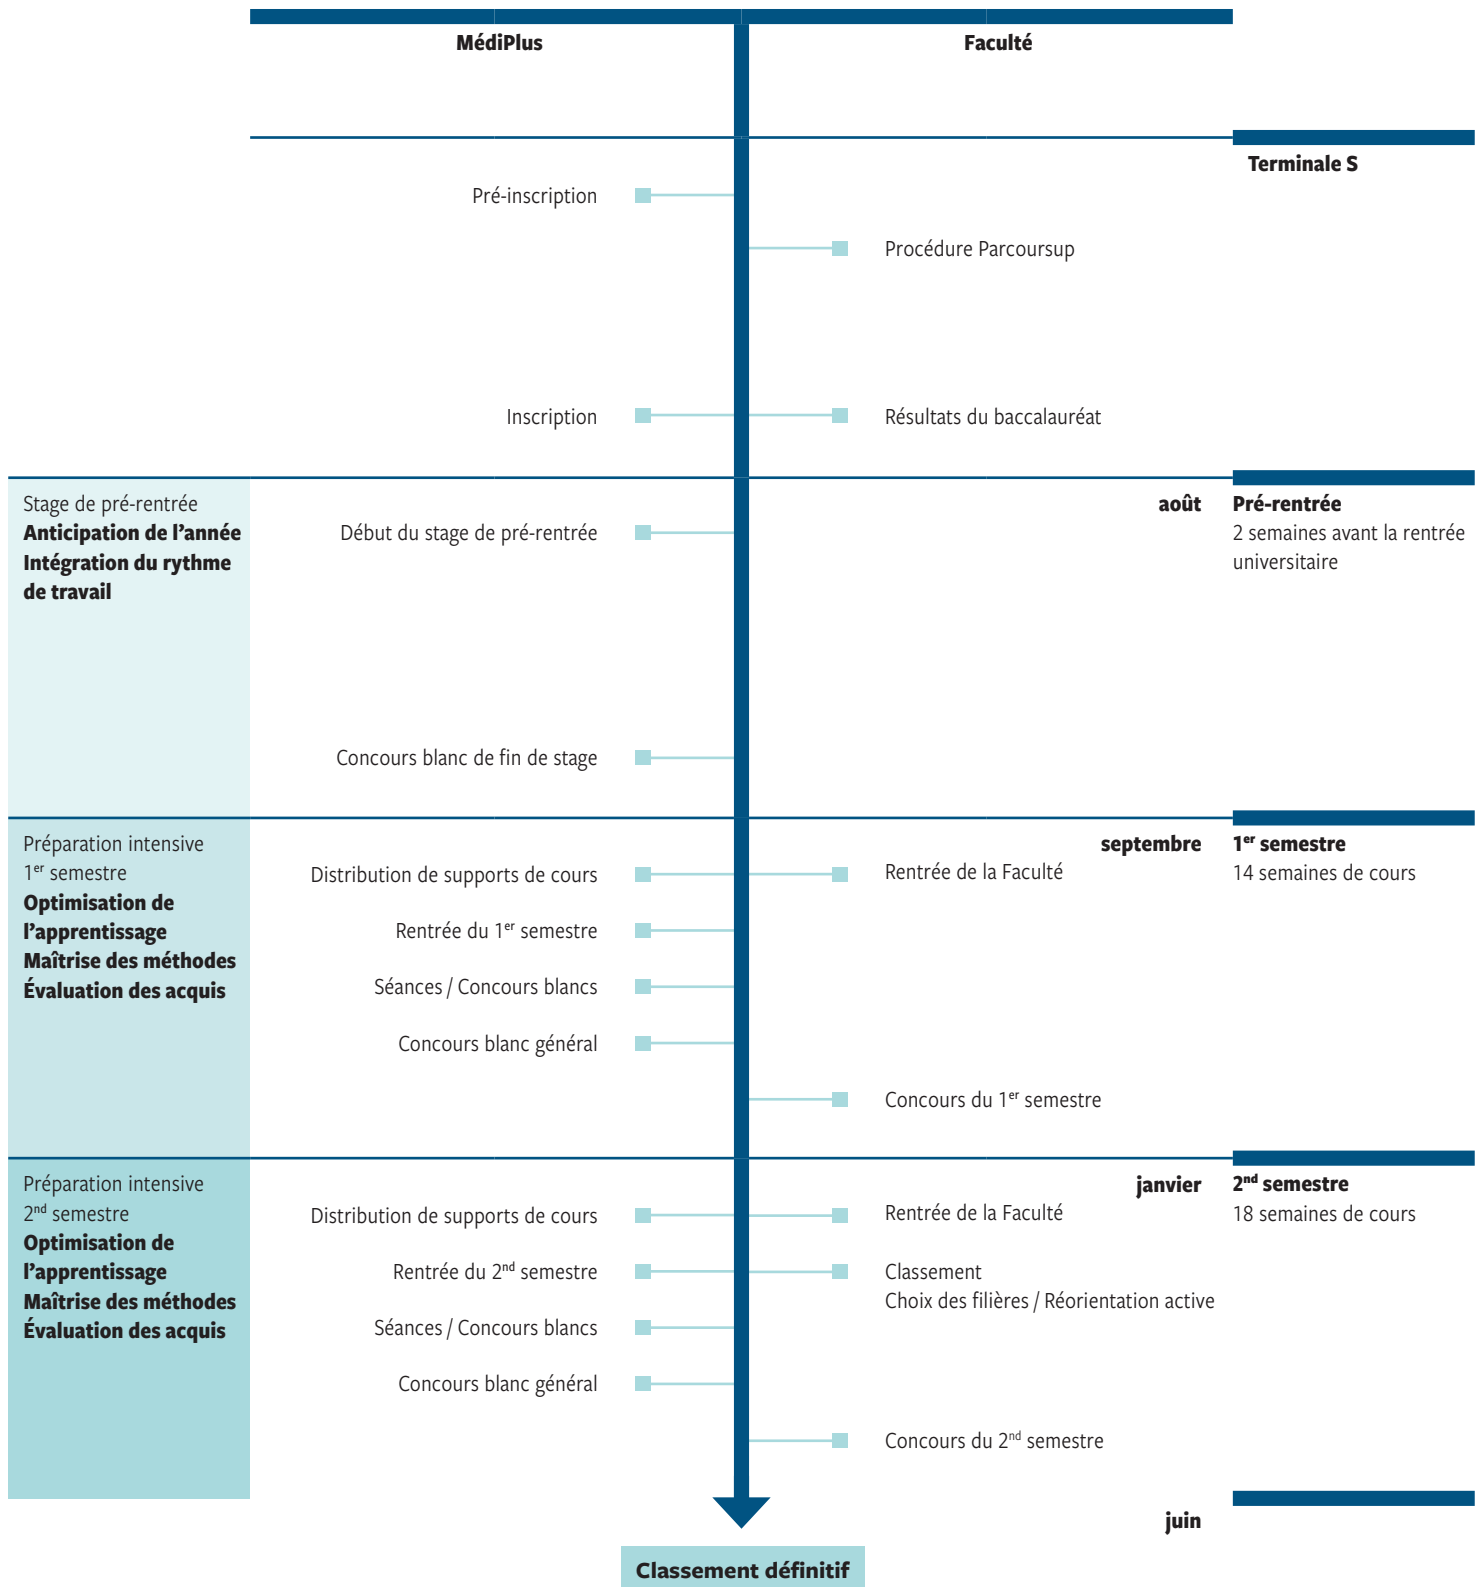 MédiPlus
Faculté
Terminale S
Pré-inscription
Procédure Parcoursup
Inscription
Résultats du baccalauréat
Stage de pré-rentrée
Anticipation de l’année
Intégration du rythme
de travail
Début du stage de pré-rentrée
Concours blanc de fin de stage
août
Pré-rentrée
2 semaines avant la rentrée
universitaire
Préparation intensive
1er semestre
Optimisation de
l’apprentissage
Maîtrise des méthodes
Évaluation des acquis
Distribution de supports de cours
Rentrée du 1er semestre
Séances / Concours blancs
Concours blanc général
septembre
Rentrée de la Faculté
Concours du 1er semestre
1er semestre
14 semaines de cours
Préparation intensive
2nd semestre
Optimisation de
l’apprentissage
Maîtrise des méthodes
Évaluation des acquis
Distribution de supports de cours
Rentrée du 2nd semestre
Séances / Concours blancs
Concours blanc général
janvier
Rentrée de la Faculté
Classement
Choix des filières / Réorientation active
Concours du 2nd semestre
2nd semestre
18 semaines de cours
juin
Classement définitif